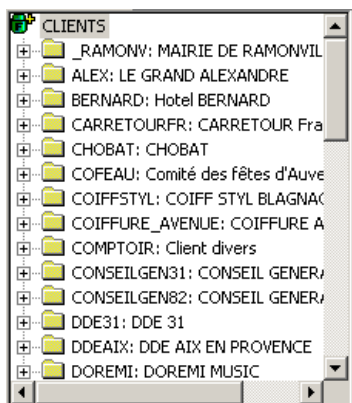 CLIENTS
_RAMONV: MAIRIE DE RAMONVIL
ALEX: LE GRAND ALEXANDRE
BERNARD: Hotel BERNARD
CARRETOURFR: CARRETOUR Fra
CHOBAT: CHOBAT
COFEAU: Comité des fêtes d'Auve
COIFFSTYL: COIFF STYL BLAGNAC
COIFFURE_AVENUE: COIFFURE A
COMPTOIR: Client divers
CONSEILGEN31: CONSEIL GENERA
CONSEILGEN82: CONSEIL GENERA
DDE31: DDE 31
DDEAIX: DDE AIX EN PROVENCE
DOREMI: DOREMI MUSIC